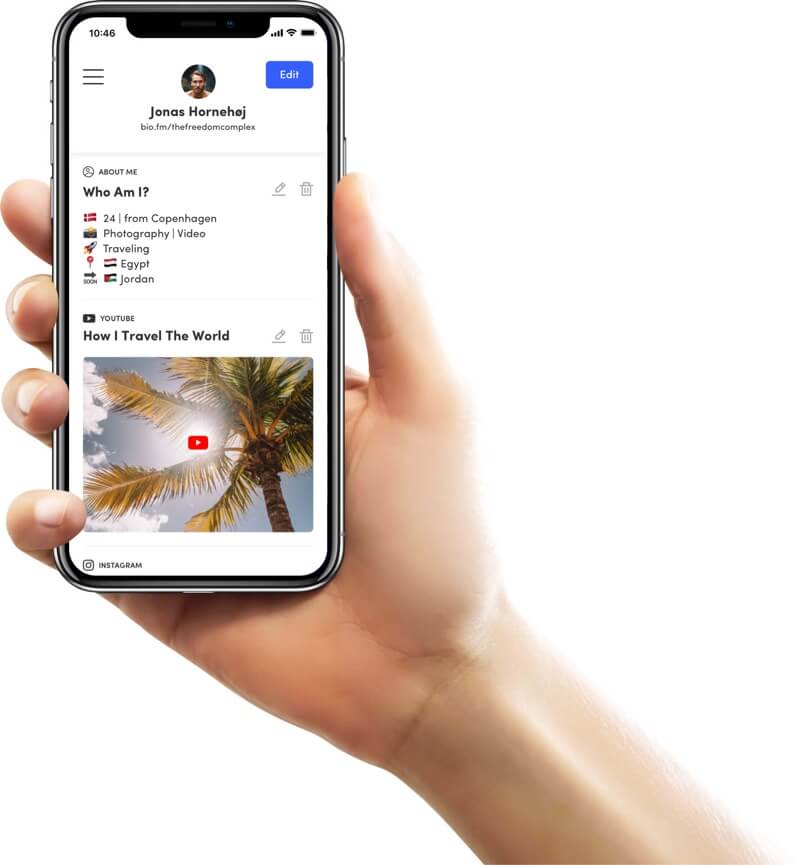 10:46
Edit
Jonas Hornehøj
bio.fm/thefreedomcomplex
ABOUT ME
Who Am I?
🇩🇰 24 | from Copenhagen
📸 Photography | Video
🚀 Traveling
📍 🇪🇬 Egypt
🔜 🇯🇴 Jordan
YOUTUBE
How I Travel The World
INSTAGRAM